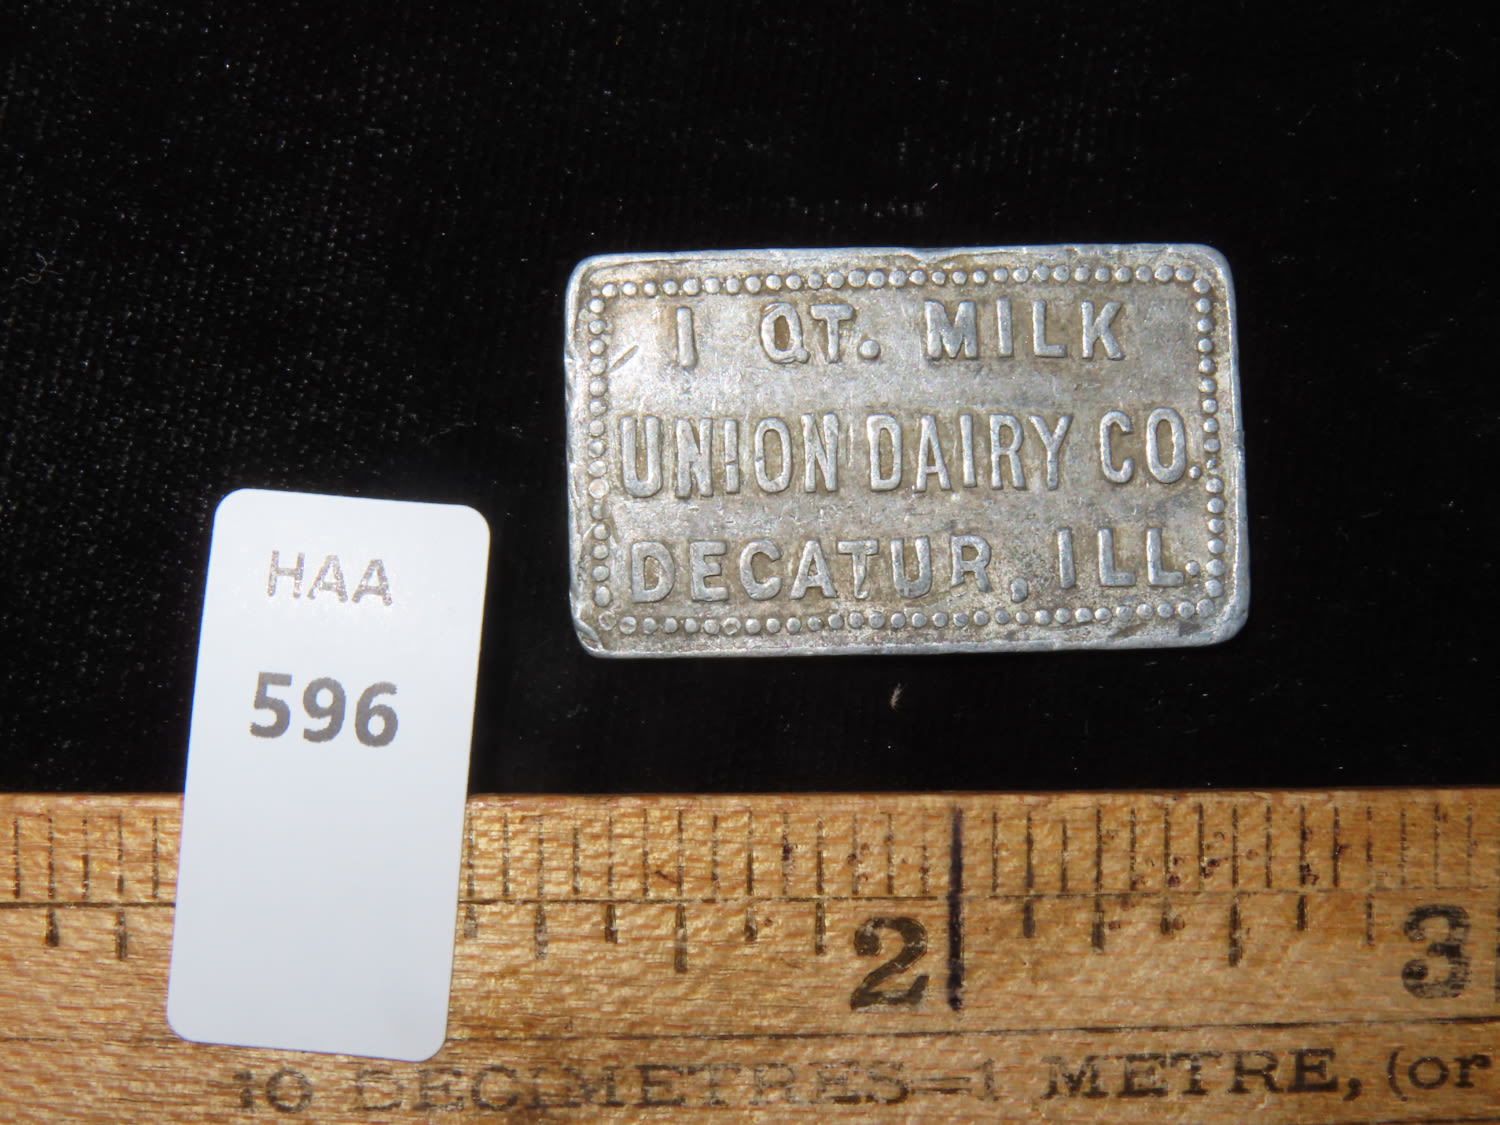 1 QT. MILK
UNION DAIRY CO.
DECATUR, ILL.
HAA
596
2
3
10 DECIMETRES=1 METRE, (or